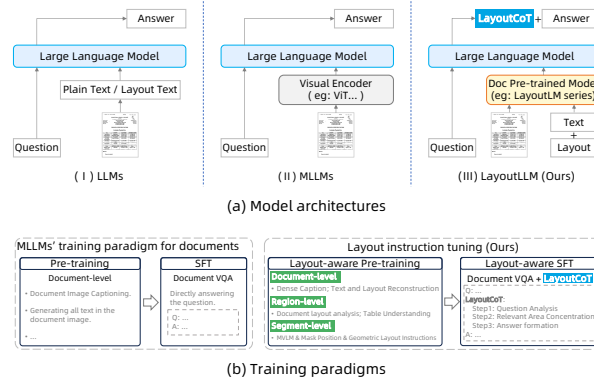 Answer
Large Language Model
Plain Text / Layout Text
Question
( I ) LLMs
Answer
Large Language Model
Visual Encoder
( eg: ViT... )
Question
(II) MLLMs
LayoutCoT + Answer
Large Language Model
Doc Pre-trained Model
(eg: LayoutLM series)
Text
+
Layout
Question
(III) LayoutLLM (Ours)
(a) Model architectures
MLLMs' training paradigm for documents
Pre-training
Document-level
• Document Image Captioning.
• Generating all text in the
document image.
• ...
SFT
Document VQA
Directly answering
the question.
Q: ...
A: ...
Layout instruction tuning (Ours)
Layout-aware Pre-training
Document-level
• Dense Caption; Text and Layout Reconstruction
Region-level
• Document layout analysis; Table Understanding
Segment-level
• MVLM & Mask Position & Geometric Layout Instructions
Layout-aware SFT
Document VQA + LayoutCoT
Q: ...
LayoutCoT:
Step1: Question Analysis
Step2: Relevant Area Concentration
Step3: Answer formation
A: ...
(b) Training paradigms